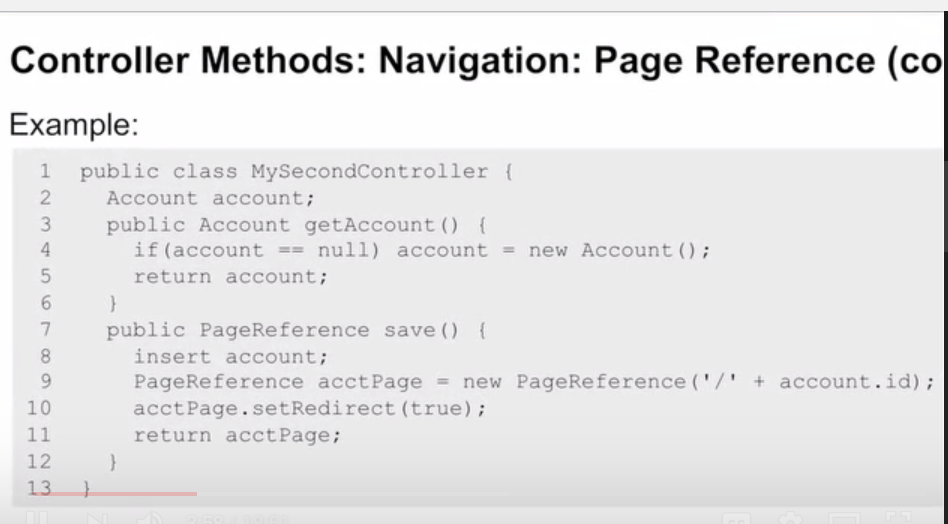 Controller Methods: Navigation: Page Reference (co
Example:
1 public class MySecondController {
2 Account account;
3 public Account getAccount() {
4 if(account == null) account = new Account();
5 return account;
6 }
7 public PageReference save() {
8 insert account;
9 PageReference acctPage = new PageReference('/' + account.id);
10 acctPage.setRedirect(true);
11 return acctPage;
12 }
13 }